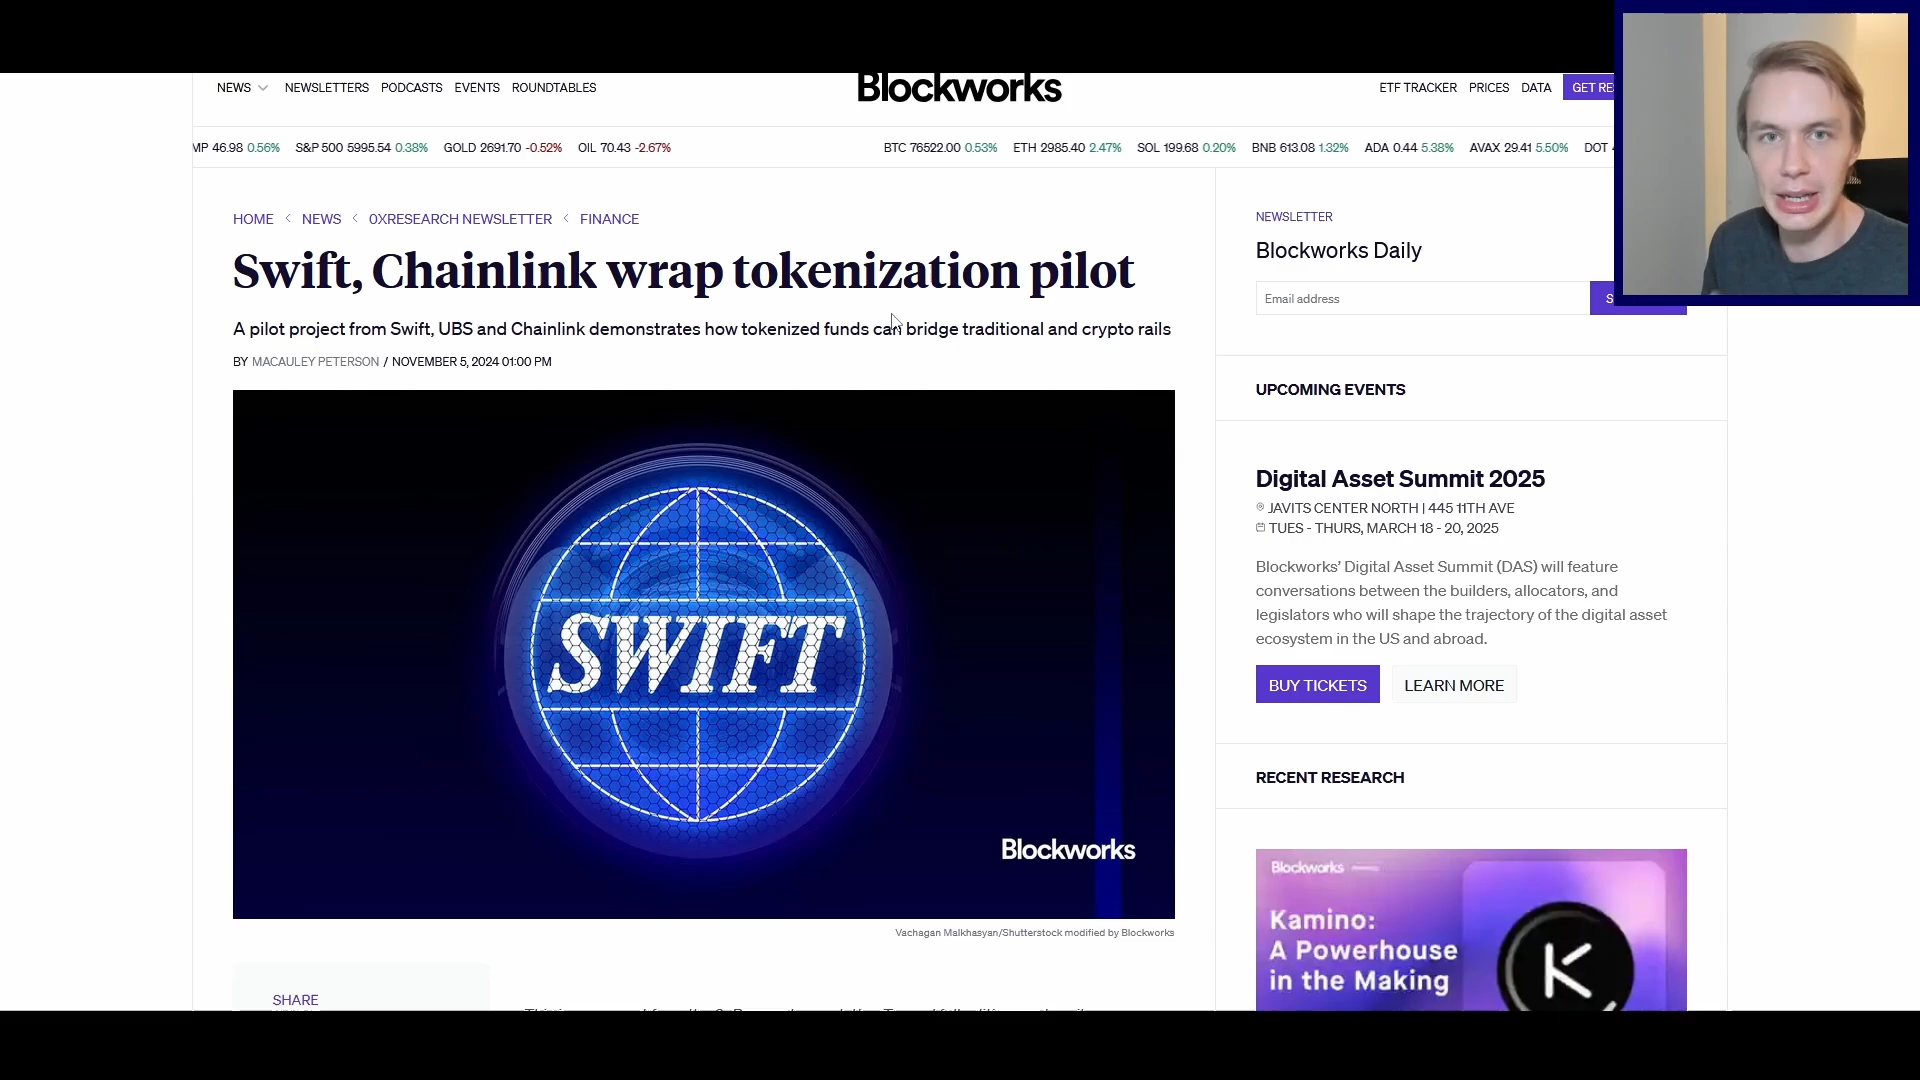 NEWS
NEWSLETTERS
PODCASTS
EVENTS
ROUNDTABLES
Blockworks
ETF TRACKER
PRICES
DATA
GET
46.98 0.56%
S&P 500 5995.54 0.38%
GOLD 2691.70 -0.52%
OIL 70.43 -2.67%
BTC 76522.00 0.53%
ETH 2985.40 2.47%
SOL 199.68 0.20%
BNB 613.08 1.32%
ADA 0.44 5.38%
AVAX 29.41 5.50%
DOT
HOME
NEWS
0XRESEARCH NEWSLETTER
FINANCE
Swift, Chainlink wrap tokenization pilot
A pilot project from Swift, UBS and Chainlink demonstrates how tokenized funds can bridge traditional and crypto rails
BY MACAULEY PETERSON / NOVEMBER 5, 2024 01:00 PM
SWIFT
Blockworks
Vachagan Malkhasyan/Shutterstock modified by Blockworks
SHARE
NEWSLETTER
Blockworks Daily
Email address
UPCOMING EVENTS
Digital Asset Summit 2025
JAVITS CENTER NORTH | 445 11TH AVE
TUES - THURS, MARCH 18 - 20, 2025
Blockworks’ Digital Asset Summit (DAS) will feature
conversations between the builders, allocators, and
legislators who will shape the trajectory of the digital asset
ecosystem in the US and abroad.
BUY TICKETS
LEARN MORE
RECENT RESEARCH
Blockworks
Kamino:
A Powerhouse
in the Making